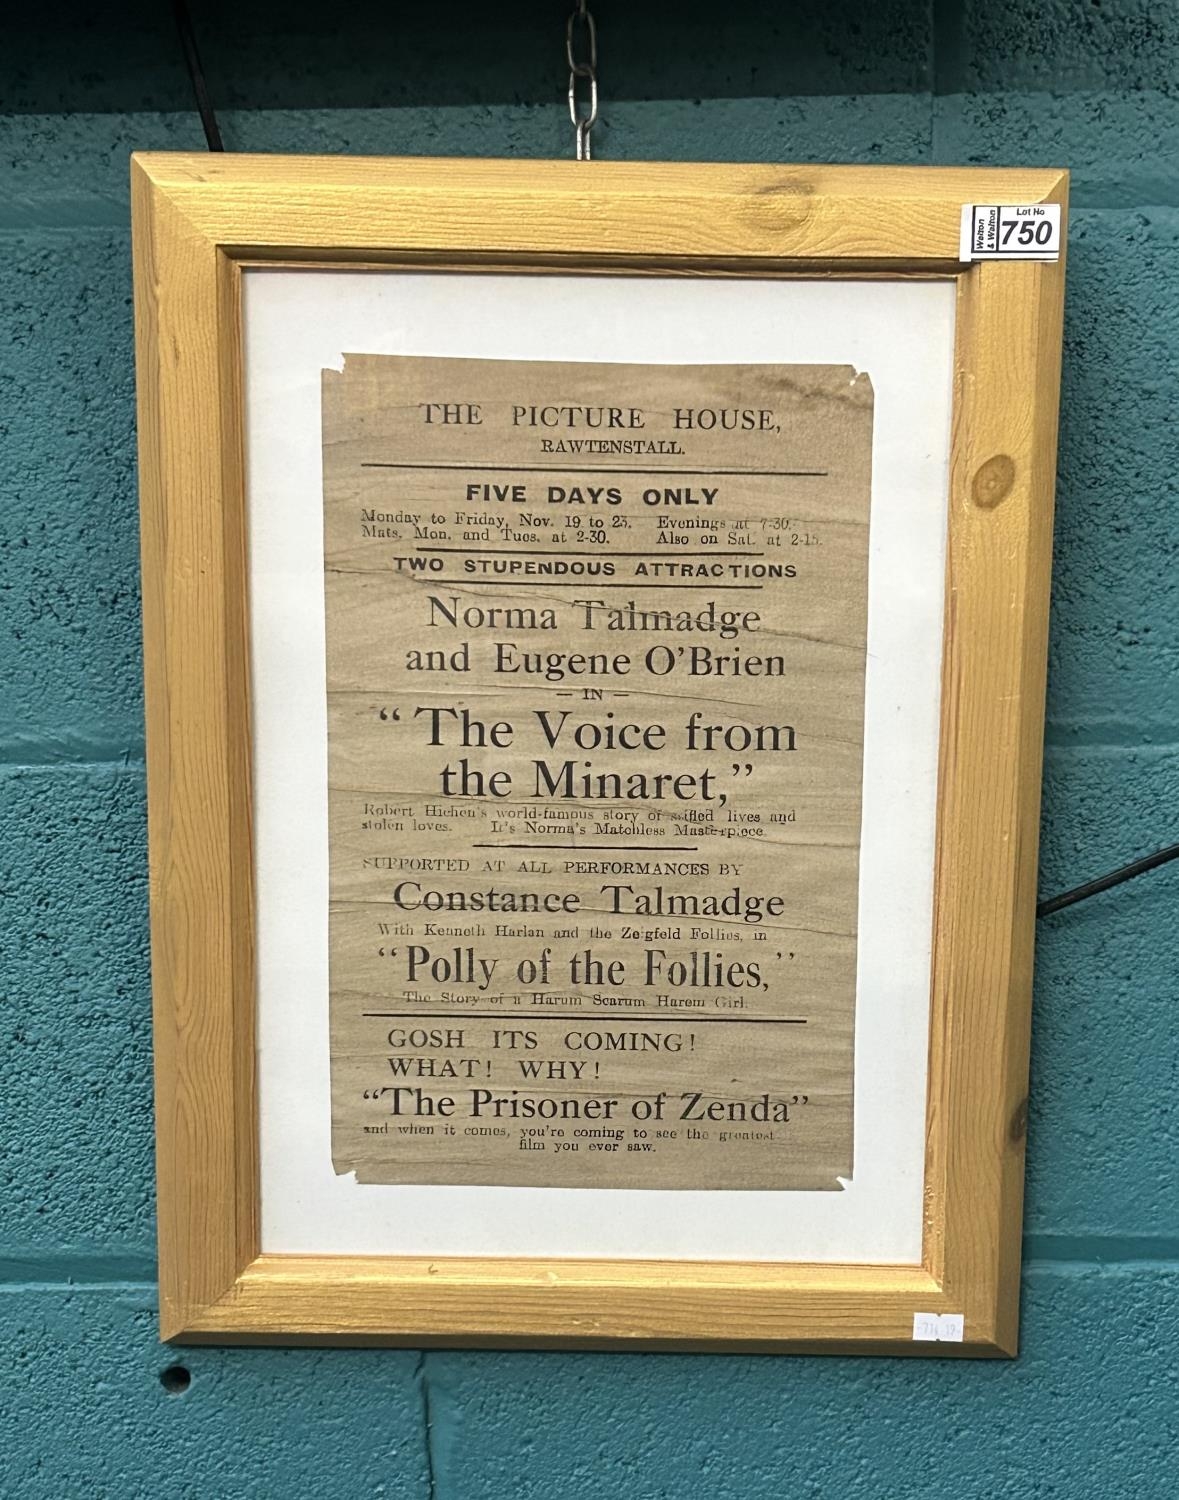 Walton & Walton
Lot No
750
THE PICTURE HOUSE,
RAWTENSTALL.
FIVE DAYS ONLY
Monday to Friday, Nov. 19 to 23. Evenings at 7-30.
Mats. Mon. and Tues. at 2-30. Also on Sat. at 2-15.
TWO STUPENDOUS ATTRACTIONS
Norma Talmadge
and Eugene O'Brien
— IN —
“The Voice from
the Minaret,”
Robert Hichen's world-famous story of stifled lives and
stolen loves. It's Norma's Matchless Masterpiece.
SUPPORTED AT ALL PERFORMANCES BY
Constance Talmadge
With Kenneth Harlan and the Zeigfeld Follies, in
“Polly of the Follies,”
The Story of a Harum Scarum Harem Girl.
GOSH ITS COMING!
WHAT! WHY!
“The Prisoner of Zenda”
and when it comes, you're coming to see the greatest
film you ever saw.